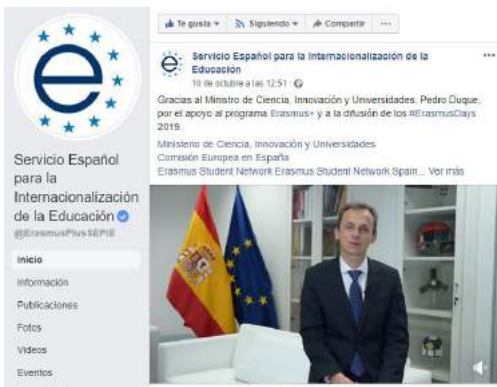 e
Servicio Español
para la
Internacionalización
de la Educación
@ErasmusPlusSEPIE
Inicio
Información
Publicaciones
Fotos
Vídeos
Eventos
Te gusta
Siguiendo
Compartir
...
e
Servicio Español para la Internacionalización de la
Educación
...
10 de octubre a las 12:51 ·
Gracias al Ministro de Ciencia, Innovación y Universidades, Pedro Duque,
por el apoyo al programa Erasmus+ y a la difusión de los #ErasmusDays
2019.
Ministerio de Ciencia, Innovación y Universidades
Comisión Europea en España
Erasmus Student Network Erasmus Student Network Spain... Ver más